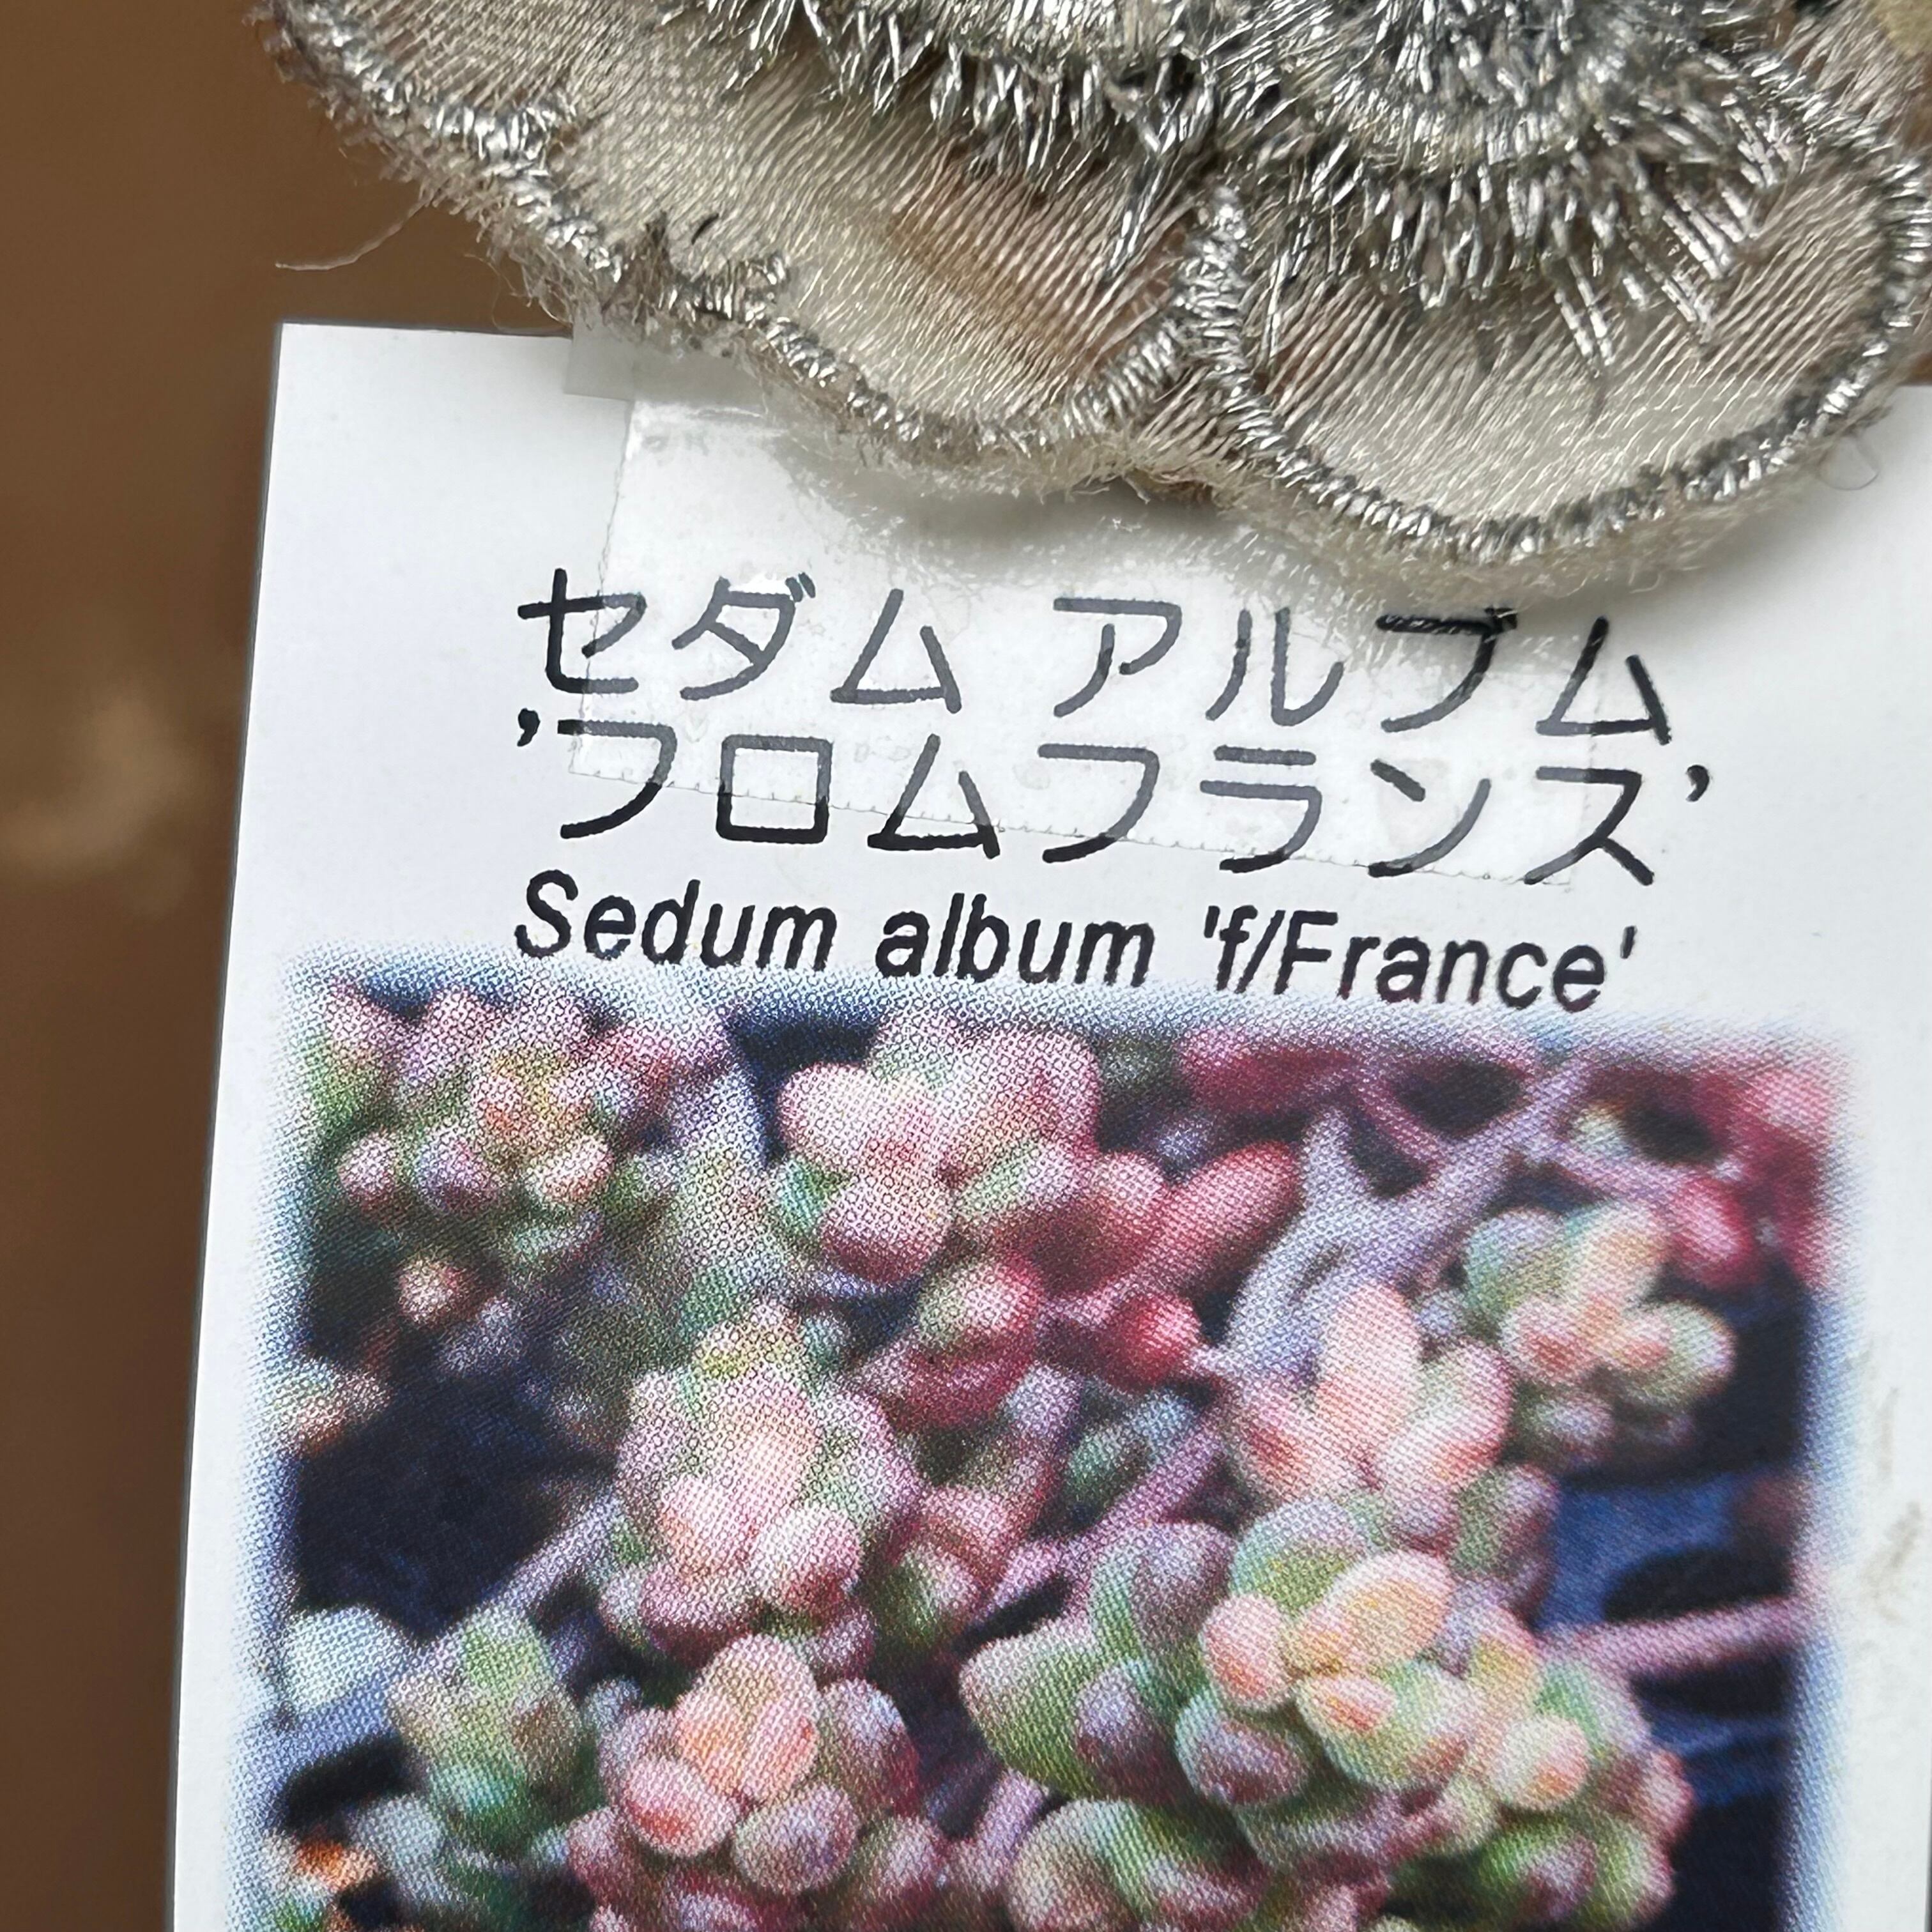 セダム アルブム
’フロムフランス’
Sedum album 'f/France'